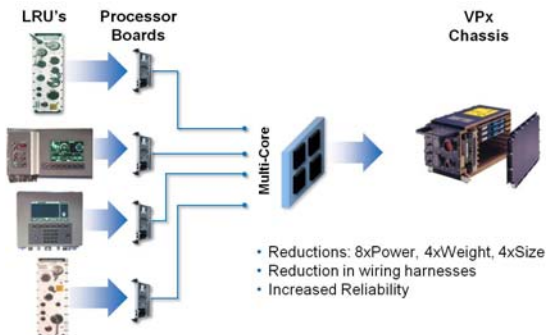 LRU's
Processor
Boards
VPx
Chassis
Multi-Core
• Reductions: 8xPower, 4xWeight, 4xSize
• Reduction in wiring harnesses
• Increased Reliability